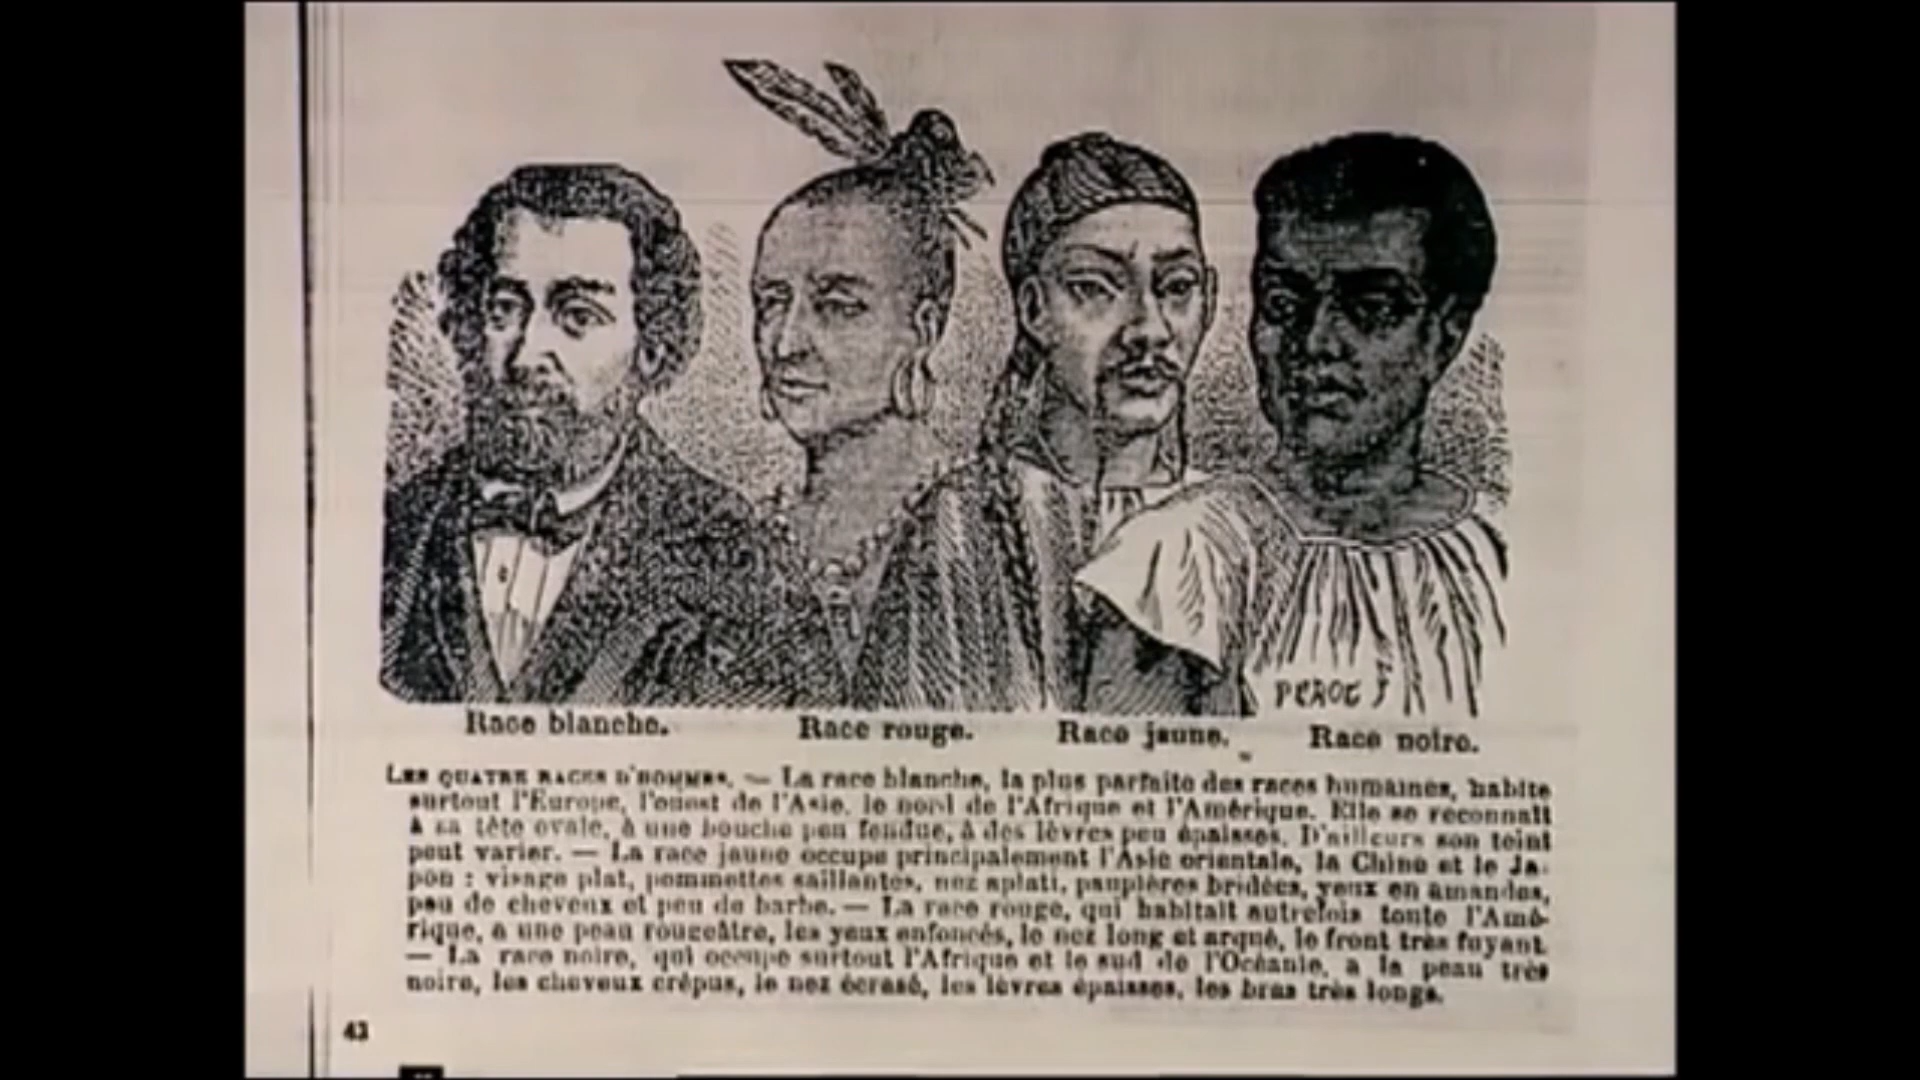 PEROT J
Race blanche. Race rouge. Race jaune. Race noire.
LES QUATRE RACES D'HOMMES. — La race blanche, la plus parfaite des races humaines, habite
surtout l'Europe, l'ouest de l'Asie, le nord de l'Afrique et l'Amérique. Elle se reconnaît
à sa tête ovale, à une bouche peu fendue, à des lèvres peu épaisses. D'ailleurs son teint
peut varier. — La race jaune occupe principalement l'Asie orientale, la Chine et le Ja-
pon : visage plat, pommettes saillantes, nez aplati, paupières bridées, yeux en amandes,
peu de cheveux et peu de barbe. — La race rouge, qui habitait autrefois toute l'Amé-
rique, a une peau rougeâtre, les yeux enfoncés, le nez long et arqué, le front très fuyant.
— La race noire, qui occupe surtout l'Afrique et le sud de l'Océanie, a la peau très
noire, les cheveux crépus, le nez écrasé, les lèvres épaisses, les bras très longs.
43